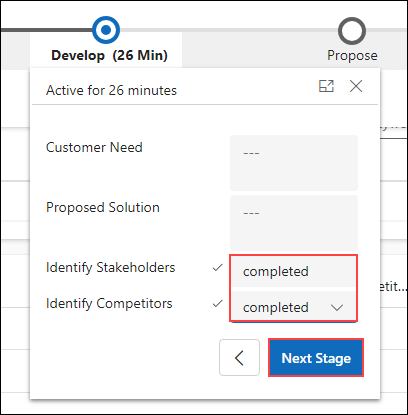 Develop (26 Min)
Propose
Active for 26 minutes
Customer Need
---
Proposed Solution
---
Identify Stakeholders
completed
Identify Competitors
completed
Next Stage